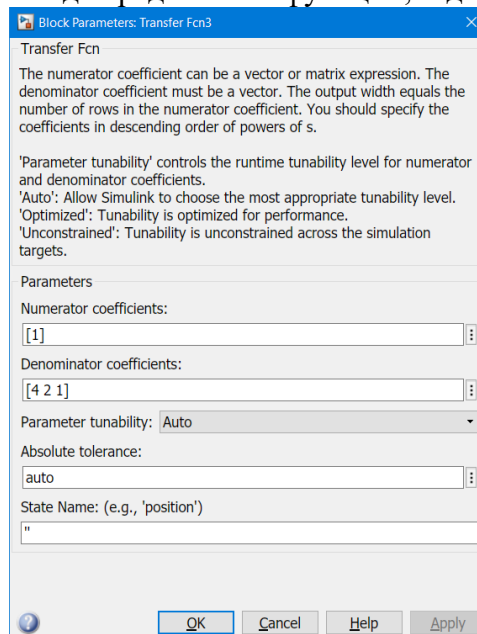 Block Parameters: Transfer Fcn3
Transfer Fcn
The numerator coefficient can be a vector or matrix expression. The
denominator coefficient must be a vector. The output width equals the
number of rows in the numerator coefficient. You should specify the
coefficients in descending order of powers of s.
'Parameter tunability' controls the runtime tunability level for numerator
and denominator coefficients.
'Auto': Allow Simulink to choose the most appropriate tunability level.
'Optimized': Tunability is optimized for performance.
'Unconstrained': Tunability is unconstrained across the simulation
targets.
Parameters
Numerator coefficients:
[1]
Denominator coefficients:
[4 2 1]
Parameter tunability: Auto
Absolute tolerance:
auto
State Name: (e.g., 'position')
''
OK Cancel Help Apply